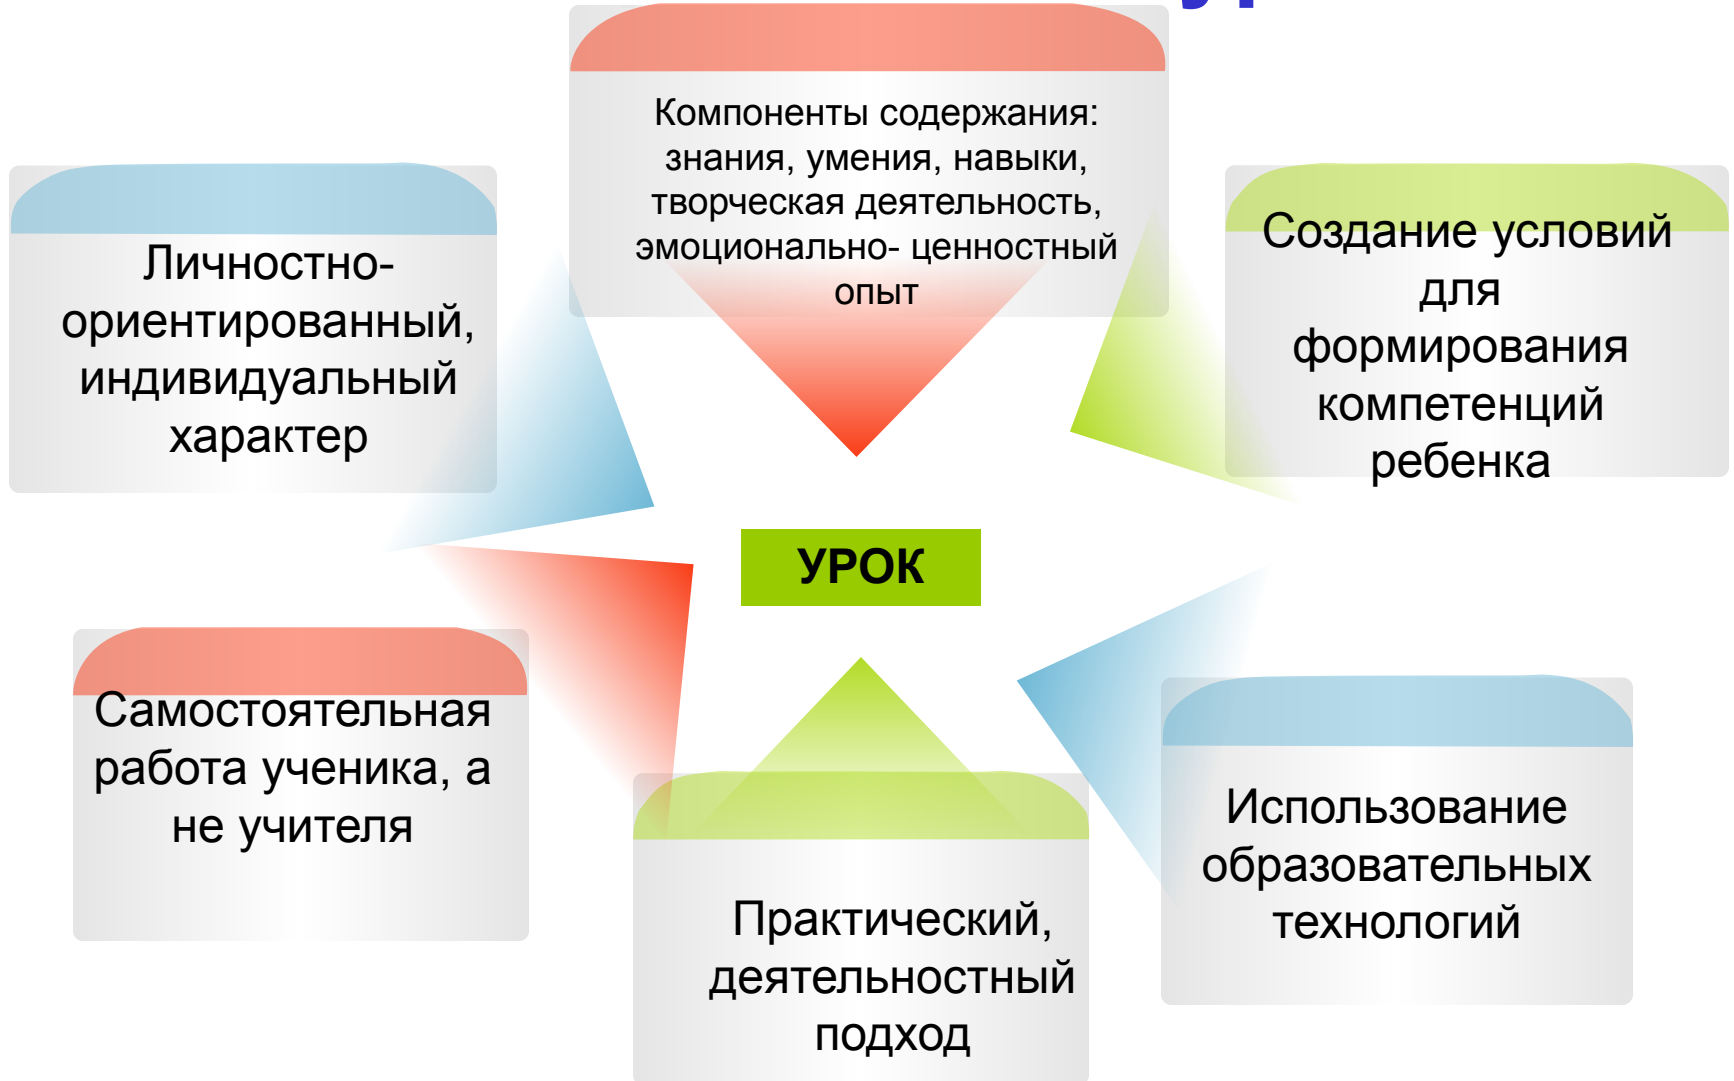 Компоненты содержания:
знания, умения, навыки,
творческая деятельность,
эмоционально- ценностный
опыт
Личностно-
ориентированный,
индивидуальный
характер
Создание условий
для
формирования
компетенций
ребенка
УРОК
Самостоятельная
работа ученика, а
не учителя
Практический,
деятельностный
подход
Использование
образовательных
технологий